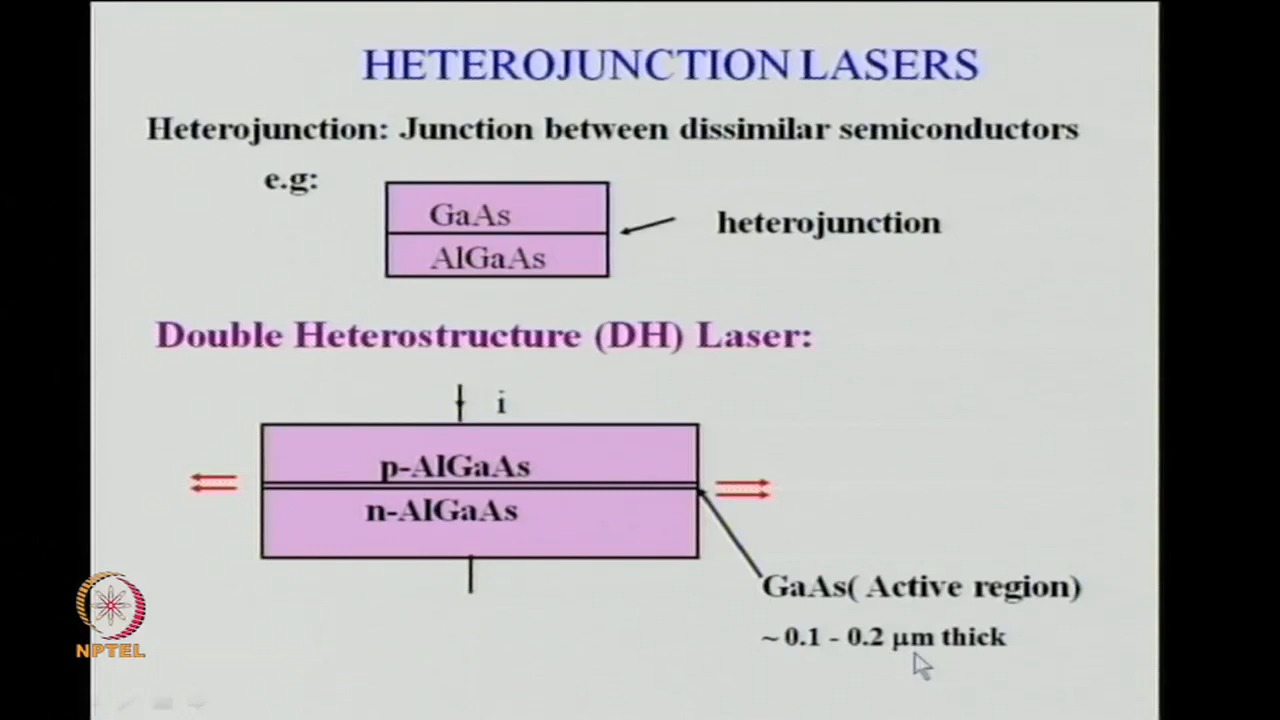 HETEROJUNCTION LASERS
Heterojunction: Junction between dissimilar semiconductors
e.g:
GaAs
heterojunction
AlGaAs
Double Heterostructure (DH) Laser:
i
p-AlGaAs
n-AlGaAs
GaAs( Active region)
~ 0.1 - 0.2 μm thick
NPTEL